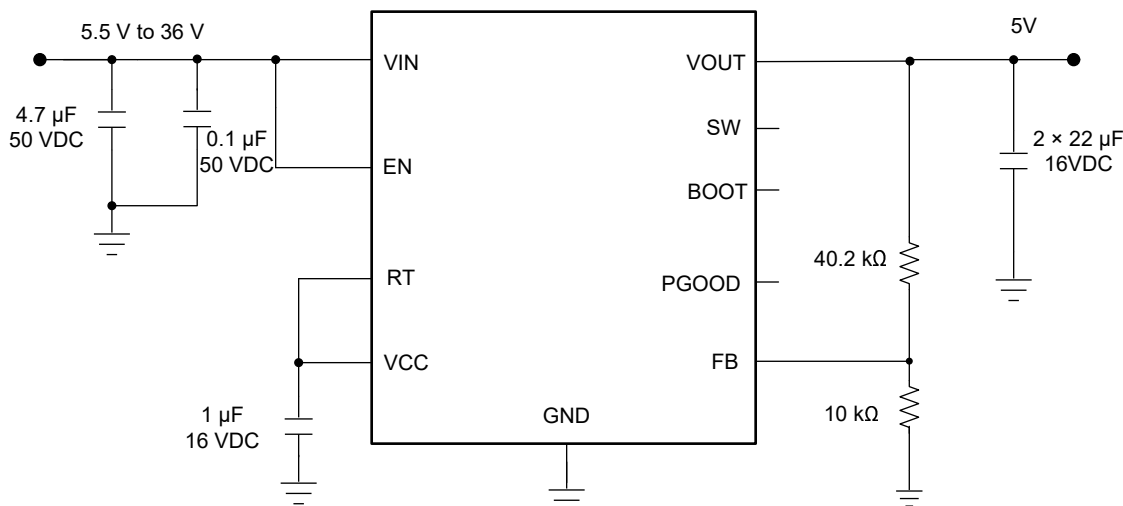 5.5 V to 36 V
5V
VIN
VOUT
4.7 µF
50 VDC
0.1 µF
50 VDC
SW
2 × 22 µF
16VDC
EN
BOOT
40.2 kΩ
RT
PGOOD
VCC
FB
1 µF
16 VDC
GND
10 kΩ